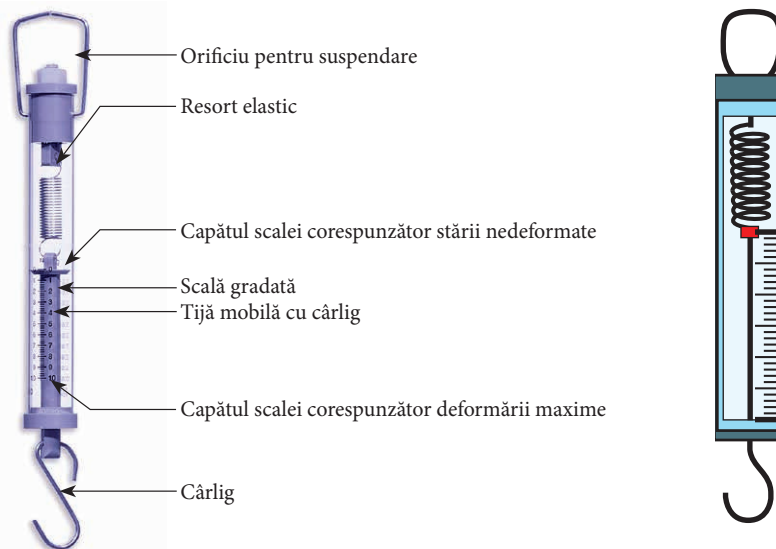 Orificiu pentru suspendare
Resort elastic
Capătul scalei corespunzător stării nedeformate
Scală gradată
Tijă mobilă cu cârlig
Capătul scalei corespunzător deformării maxime
Cârlig